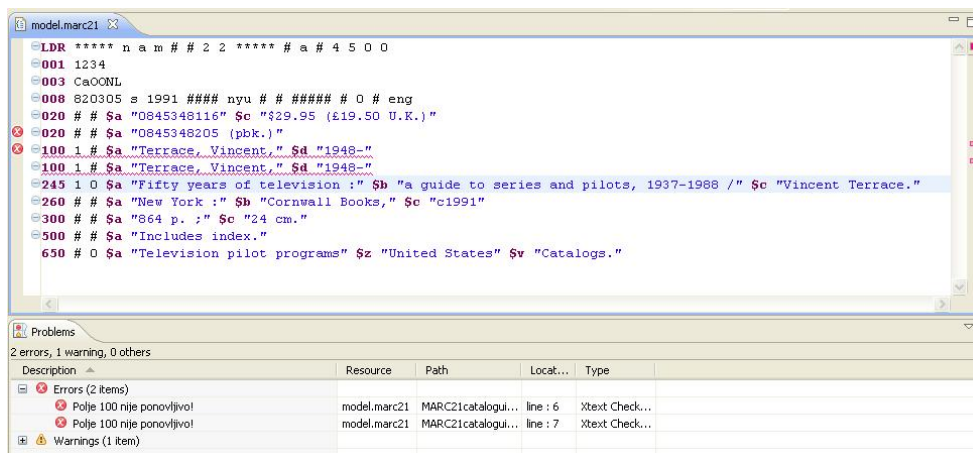 model.marc21
LDR ***** n a m # # 2 2 ***** # a # 4 5 0 0
001 1234
003 CaOONL
008 820305 s 1991 #### nyu # # ##### # 0 # eng
020 # # $a "0845348116" $c "$29.95 (£19.50 U.K.)"
020 # # $a "0845348205 (pbk.)"
100 1 # $a "Terrace, Vincent," $d "1948-"
100 1 # $a "Terrace, Vincent," $d "1948-"
245 1 0 $a "Fifty years of television :" $b "a guide to series and pilots, 1937-1988 /" $c "Vincent Terrace."
260 # # $a "New York :" $b "Cornwall Books," $c "c1991"
300 # # $a "864 p. ;" $c "24 cm."
500 # # $a "Includes index."
650 # 0 $a "Television pilot programs" $z "United States" $v "Catalogs."
Problems
2 errors, 1 warning, 0 others
Description Resource Path Locat... Type
Errors (2 items)
Polje 100 nije ponovljivo! model.marc21 MARC21catalogui... line : 6 Xtext Check...
Polje 100 nije ponovljivo! model.marc21 MARC21catalogui... line : 7 Xtext Check...
Warnings (1 item)